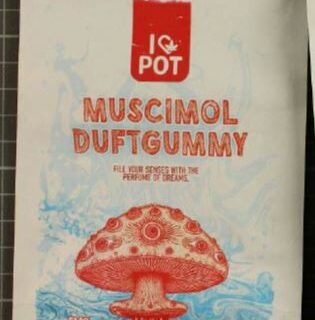 I
POT
MUSCIMOL
DUFTGUMMY
FILL YOUR SENSES WITH THE
PERFUME OF DREAMS.